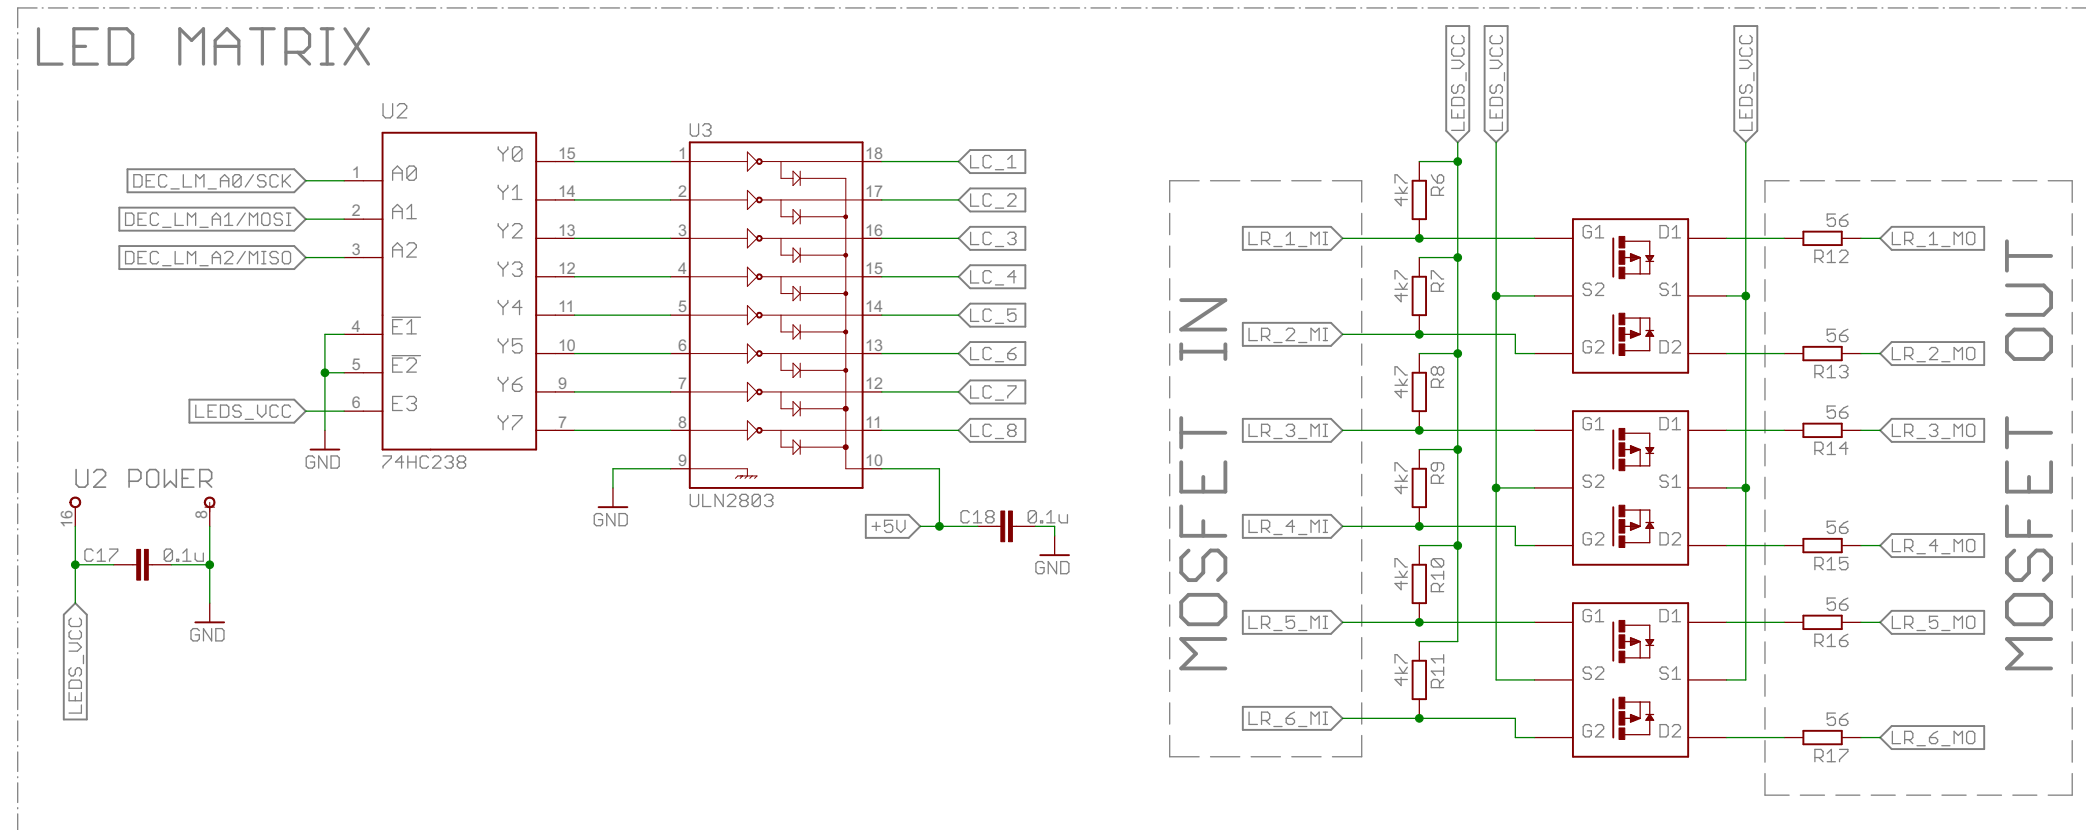 LED MATRIX
U2
DEC_LM_A0/SCK
DEC_LM_A1/MOSI
DEC_LM_A2/MISO
LEDS_VCC
1
2
3
4
5
6
GND
A0
A1
A2
E1
E2
E3
Y0
Y1
Y2
Y3
Y4
Y5
Y6
Y7
74HC238
15
14
13
12
11
10
9
7
U3
1
2
3
4
5
6
7
8
9
GND
ULN2803
18
17
16
15
14
13
12
11
10
LC_1
LC_2
LC_3
LC_4
LC_5
LC_6
LC_7
LC_8
+5V
C18
0.1u
GND
U2 POWER
16
8
C17
0.1u
LEDS_VCC
GND
LEDS_VCC
LEDS_VCC
LEDS_VCC
MOSFET IN
LR_1_MI
LR_2_MI
LR_3_MI
LR_4_MI
LR_5_MI
LR_6_MI
4k7
R6
4k7
R7
4k7
R8
4k7
R9
4k7
R10
4k7
R11
G1
D1
S2
S1
G2
D2
G1
D1
S2
S1
G2
D2
G1
D1
S2
S1
G2
D2
56
R12
56
R13
56
R14
56
R15
56
R16
56
R17
LR_1_MO
LR_2_MO
LR_3_MO
LR_4_MO
LR_5_MO
LR_6_MO
MOSFET OUT